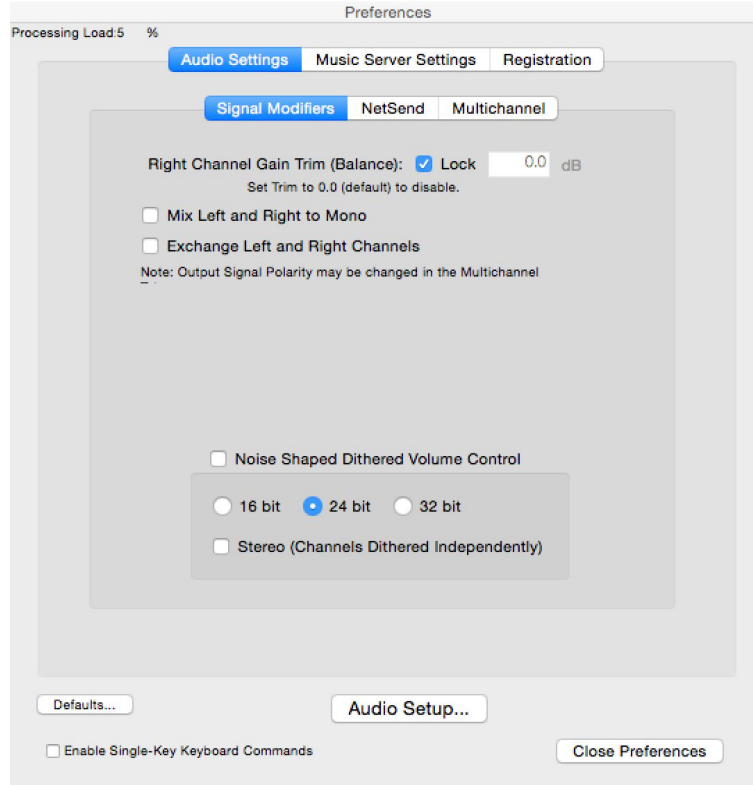 Preferences
Processing Load:5 %
Audio Settings Music Server Settings Registration
Signal Modifiers NetSend Multichannel
Right Channel Gain Trim (Balance): Lock 0.0 dB
Set Trim to 0.0 (default) to disable.
Mix Left and Right to Mono
Exchange Left and Right Channels
Note: Output Signal Polarity may be changed in the Multichannel
Noise Shaped Dithered Volume Control
16 bit 24 bit 32 bit
Stereo (Channels Dithered Independently)
Defaults...
Audio Setup...
Enable Single-Key Keyboard Commands
Close Preferences